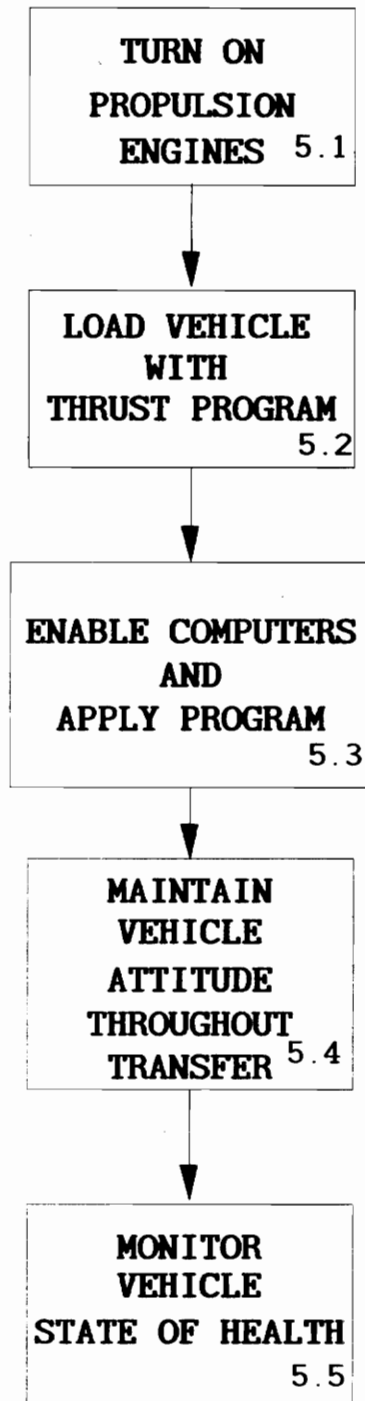 TURN ON
PROPULSION
ENGINES 5.1
LOAD VEHICLE
WITH
THRUST PROGRAM
5.2
ENABLE COMPUTERS
AND
APPLY PROGRAM
5.3
MAINTAIN
VEHICLE
ATTITUDE
THROUGHOUT
TRANSFER 5.4
MONITOR
VEHICLE
STATE OF HEALTH
5.5